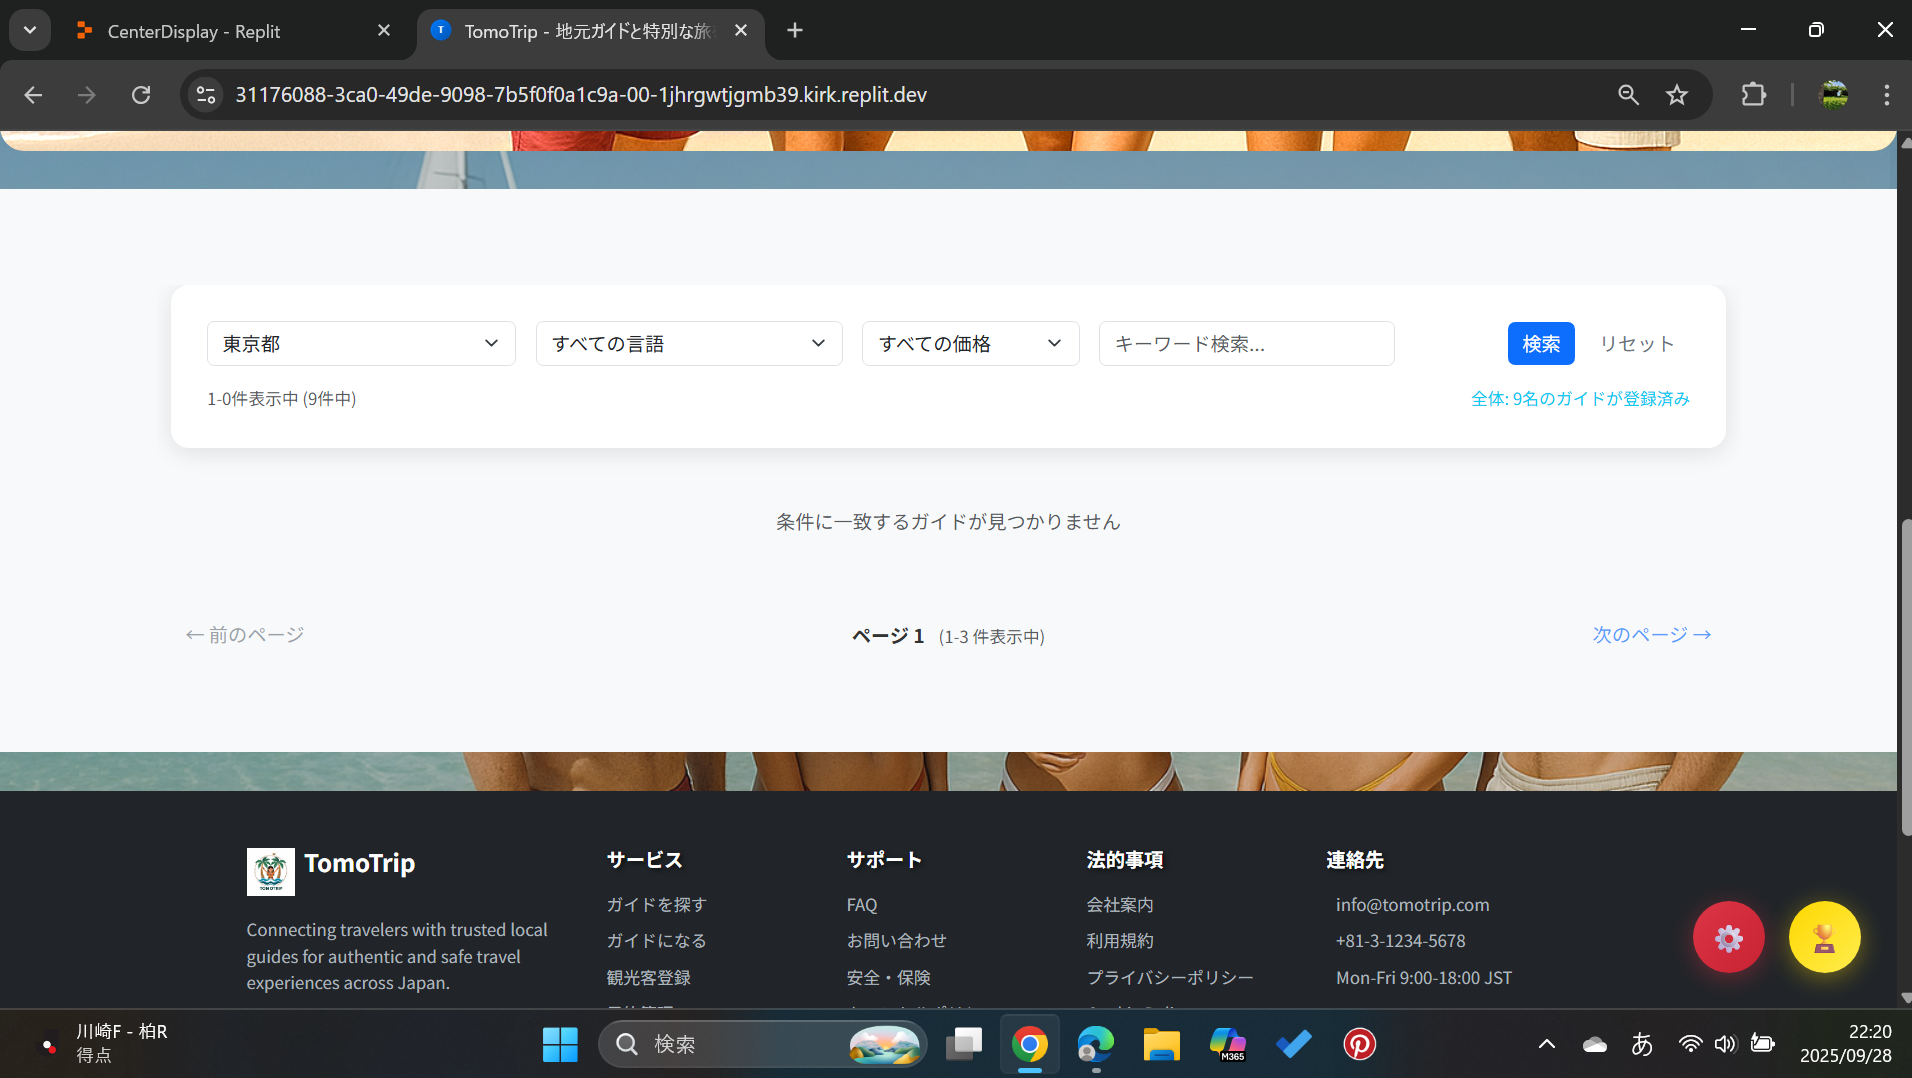 CenterDisplay - Replit
TomoTrip - 地元ガイドと特別な旅
31176088-3ca0-49de-9098-7b5f0f0a1c9a-00-1jhrgwtjgmb39.kirk.replit.dev
東京都 すべての言語 すべての価格 キーワード検索... 検索 リセット
1-0件表示中 (9件中) 全体: 9名のガイドが登録済み
条件に一致するガイドが見つかりません
← 前のページ ページ 1 (1-3 件表示中) 次のページ →
TomoTrip
TOMOTRIP
Connecting travelers with trusted local
guides for authentic and safe travel
experiences across Japan.
サービス
ガイドを探す
ガイドになる
観光客登録
サポート
FAQ
お問い合わせ
安全・保険
法的事項
会社案内
利用規約
プライバシーポリシー
連絡先
info@tomotrip.com
+81-3-1234-5678
Mon-Fri 9:00-18:00 JST
川崎F - 柏R
得点
検索
M365
あ
22:20
2025/09/28